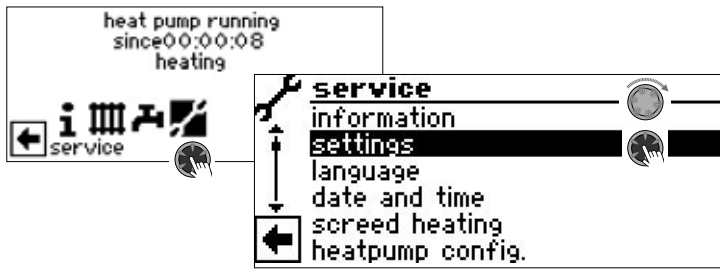 heat pump running
since00:00:08
heating
service
service
information
settings
language
date and time
screed heating
heatpump config.